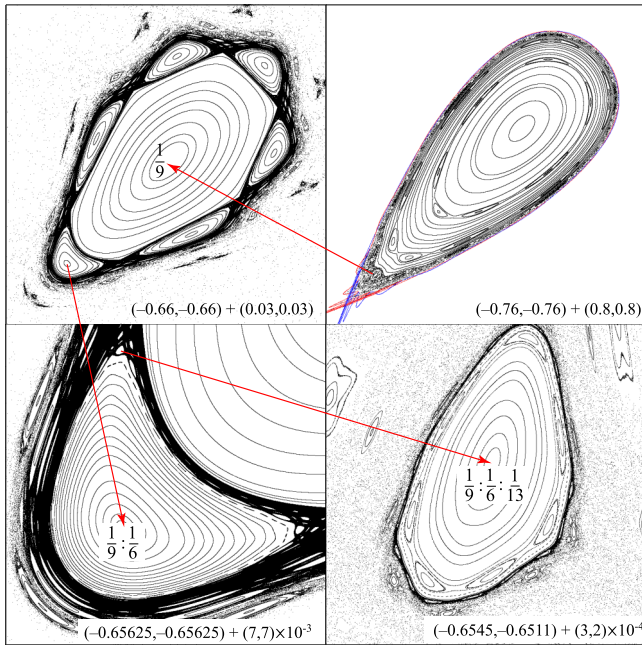 1/9
(–0.66,–0.66) + (0.03,0.03)
(–0.76,–0.76) + (0.8,0.8)
1/9 : 1/6
(–0.65625,–0.65625) + (7,7)×10⁻³
1/9 : 1/6 : 1/13
(–0.6545,–0.6511) + (3,2)×10⁻⁴